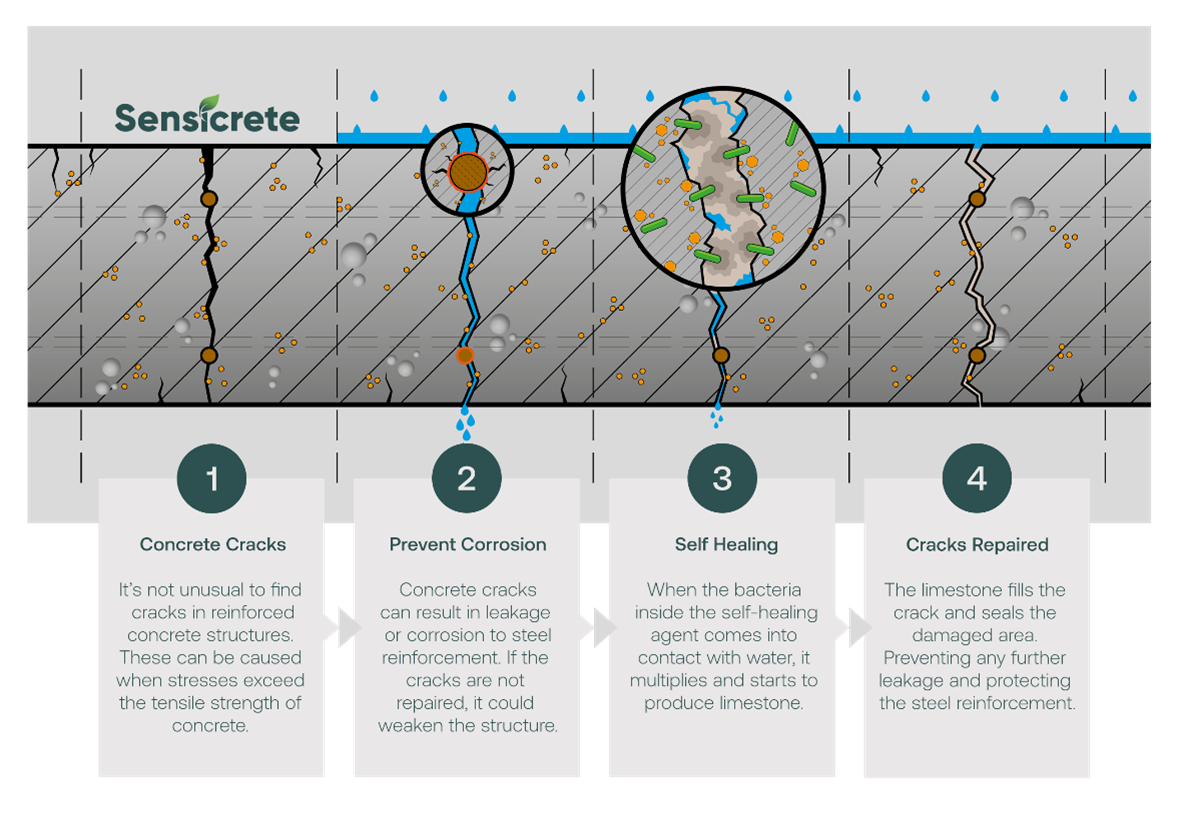 Sensicrete
1
Concrete Cracks
It's not unusual to find
cracks in reinforced
concrete structures.
These can be caused
when stresses exceed
the tensile strength of
concrete.
2
Prevent Corrosion
Concrete cracks
can result in leakage
or corrosion to steel
reinforcement. If the
cracks are not
repaired, it could
weaken the structure.
3
Self Healing
When the bacteria
inside the self-healing
agent comes into
contact with water, it
multiplies and starts to
produce limestone.
4
Cracks Repaired
The limestone fills the
crack and seals the
damaged area.
Preventing any further
leakage and protecting
the steel reinforcement.